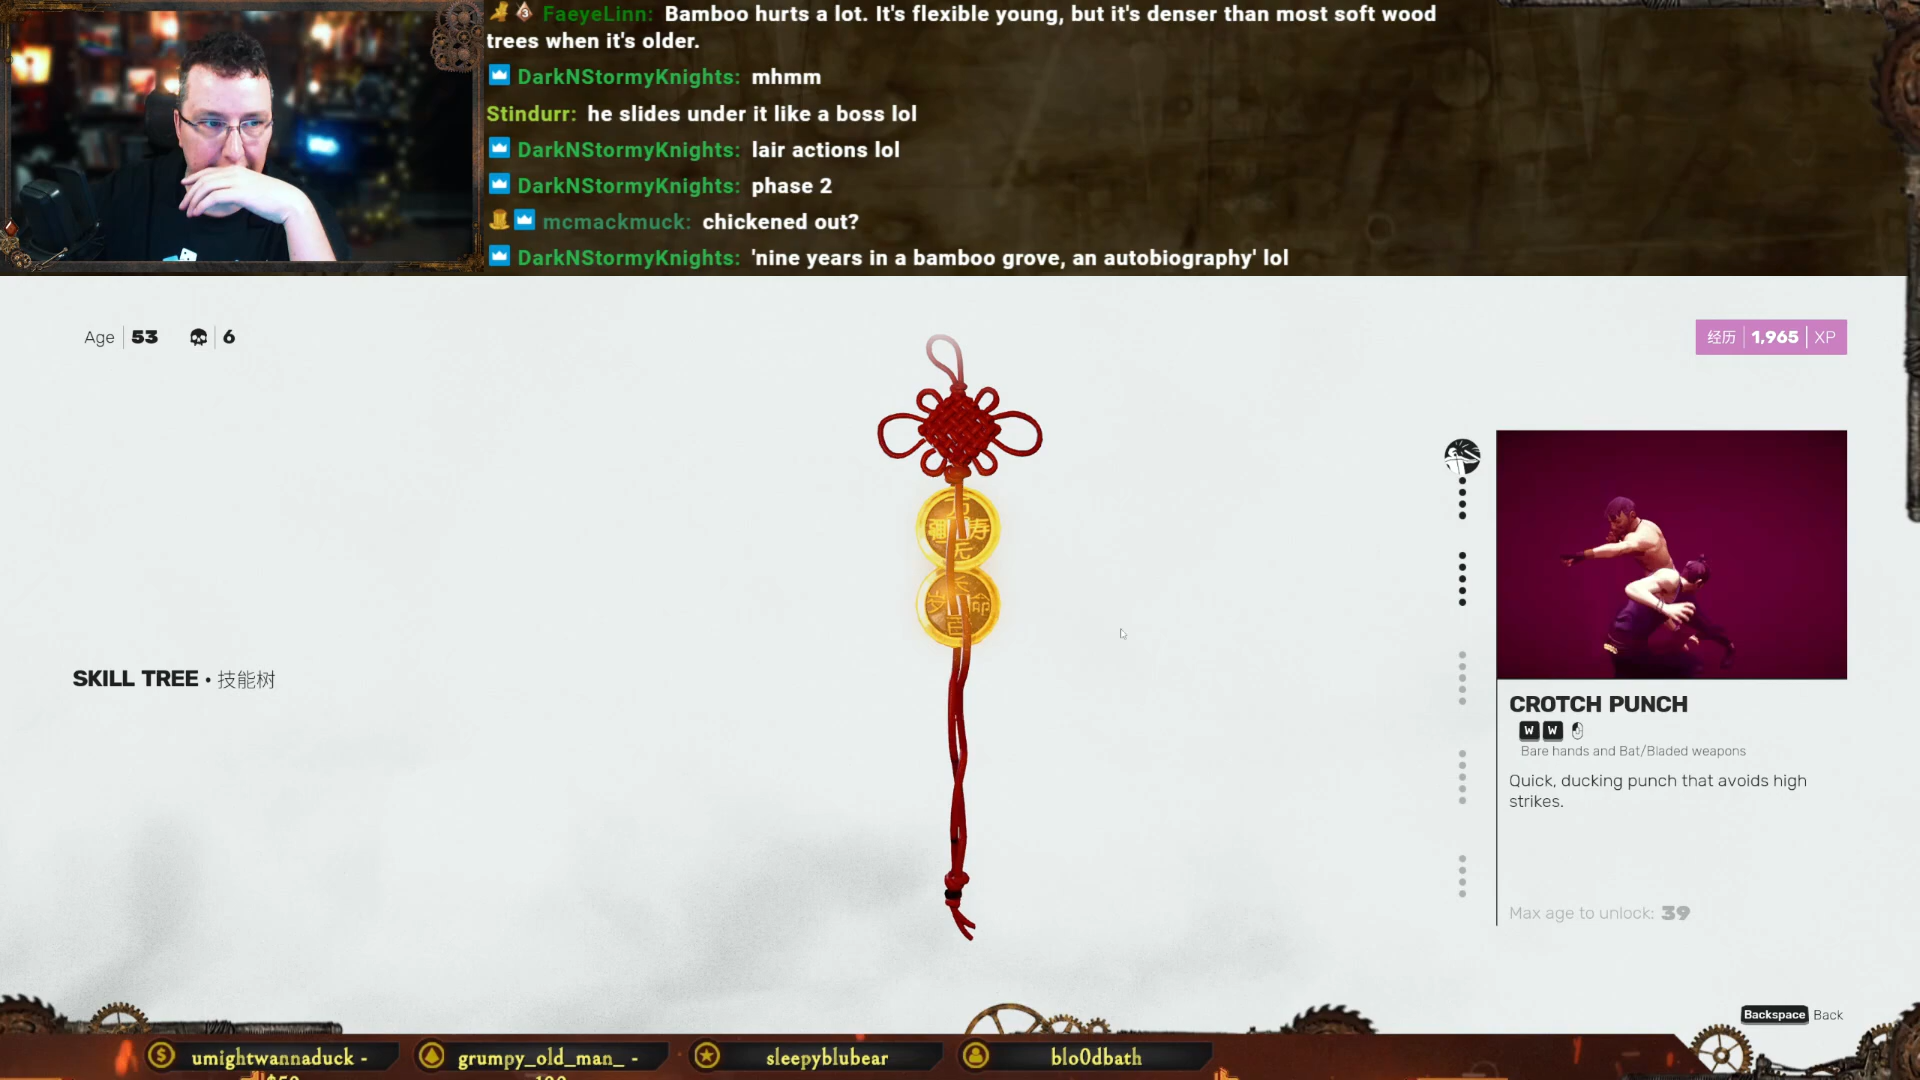 FaeyeLinn: Bamboo hurts a lot. It's flexible young, but it's denser than most soft wood
trees when it's older.
DarkNStormyKnights: mhmm
Stindurr: he slides under it like a boss lol
DarkNStormyKnights: lair actions lol
DarkNStormyKnights: phase 2
mcmackmuck: chickened out?
DarkNStormyKnights: 'nine years in a bamboo grove, an autobiography' lol
Age 53 6
经历 1,965 XP
SKILL TREE • 技能树
CROTCH PUNCH
W W
Bare hands and Bat/Bladed weapons
Quick, ducking punch that avoids high
strikes.
Max age to unlock: 39
Backspace Back
umightwannaduck -
grumpy_old_man_ -
sleepyblubear
blo0dbath